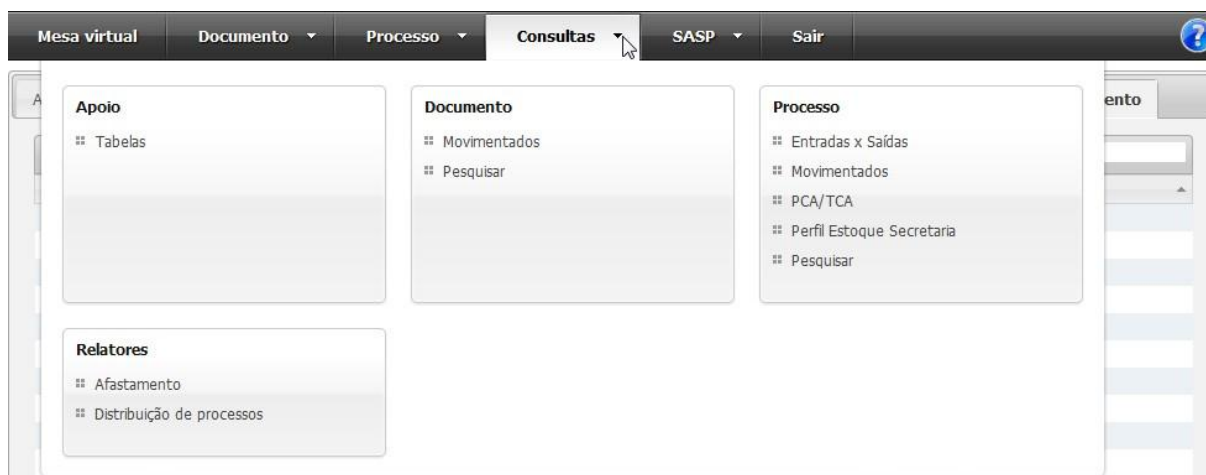 Mesa virtual Documento Processo Consultas SASP Sair ?
A
ento
Apoio
Tabelas
Documento
Movimentados
Pesquisar
Processo
Entradas x Saídas
Movimentados
PCA/TCA
Perfil Estoque Secretaria
Pesquisar
Relatores
Afastamento
Distribuição de processos